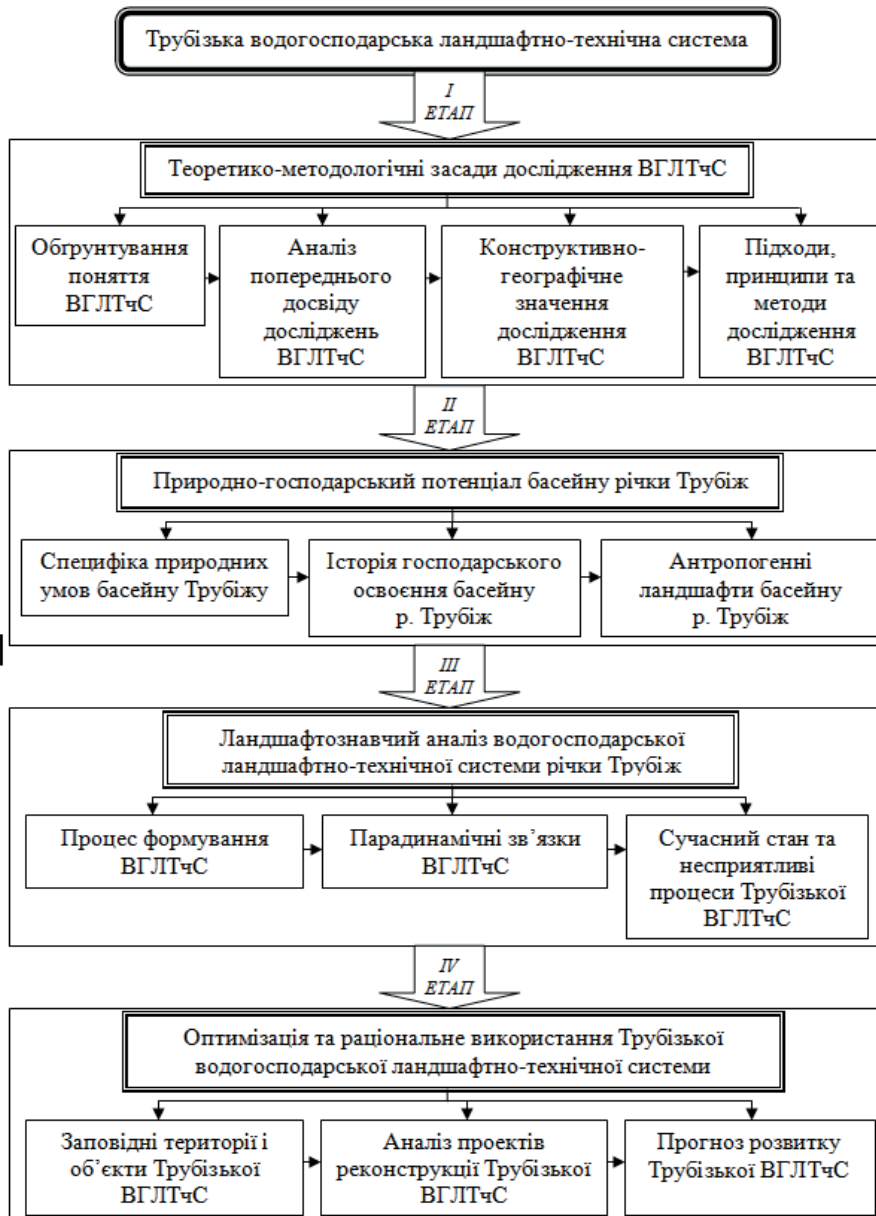 Трубізька водогосподарська ландшафтно-технічна система
I
ЕТАП
Теоретико-методологічні засади дослідження ВГЛТчС
Обґрунтування
поняття
ВГЛТчС
Аналіз
попереднього
досвіду
досліджень
ВГЛТчС
Конструктивно-
географічне
значення
дослідження
ВГЛТчС
Підходи,
принципи та
методи
дослідження
ВГЛТчС
II
ЕТАП
Природно-господарський потенціал басейну річки Трубіж
Специфіка природних
умов басейну Трубіжу
Історія господарського
освоєння басейну
р. Трубіж
Антропогенні
ландшафти басейну
р. Трубіж
III
ЕТАП
Ландшафтознавчий аналіз водогосподарської
ландшафтно-технічної системи річки Трубіж
Процес формування
ВГЛТчС
Парадинамічні зв’язки
ВГЛТчС
Сучасний стан та
несприятливі
процеси Трубізької
ВГЛТчС
IV
ЕТАП
Оптимізація та раціональне використання Трубізької
водогосподарської ландшафтно-технічної системи
Заповідні території і
об’єкти Трубізької
ВГЛТчС
Аналіз проектів
реконструкції Трубізької
ВГЛТчС
Прогноз розвитку
Трубізької ВГЛТчС